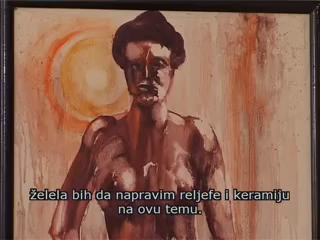 želela bih da napravim reljefe i keramiju
na ovu temu.